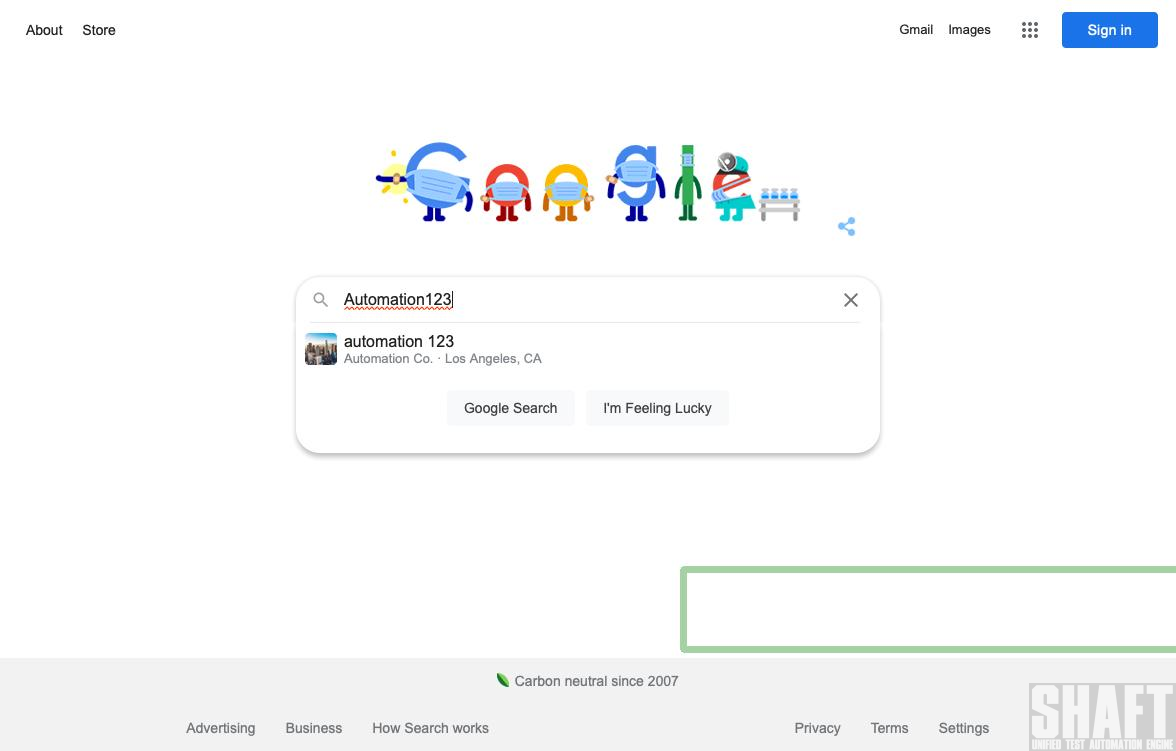 About Store
Gmail Images
Sign in
Google
Automation123
automation 123
Automation Co. · Los Angeles, CA
Google Search
I'm Feeling Lucky
Carbon neutral since 2007
Advertising Business How Search works
Privacy Terms Settings
SHAFT
UNIFIED TEST AUTOMATION ENGINE